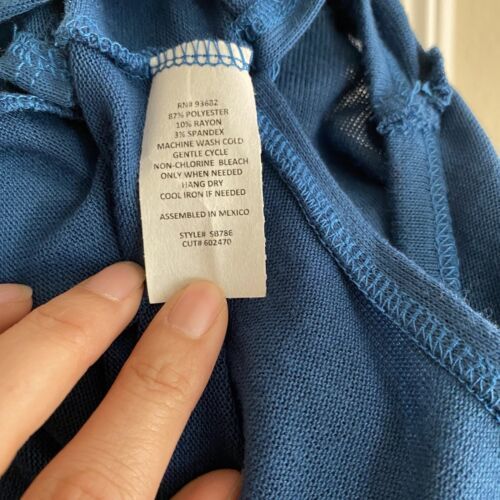 RN# 93682
87% POLYESTER
10% RAYON
3% SPANDEX
MACHINE WASH COLD
GENTLE CYCLE
NON-CHLORINE BLEACH
ONLY WHEN NEEDED
HANG DRY
COOL IRON IF NEEDED
ASSEMBLED IN MEXICO
STYLE# SB786
CUT# 602470